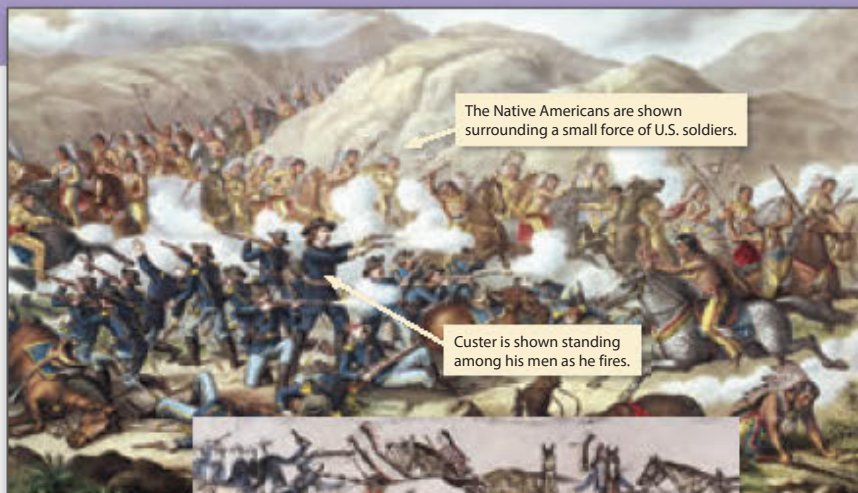 The Native Americans are shown
surrounding a small force of U.S. soldiers.
Custer is shown standing
among his men as he fires.